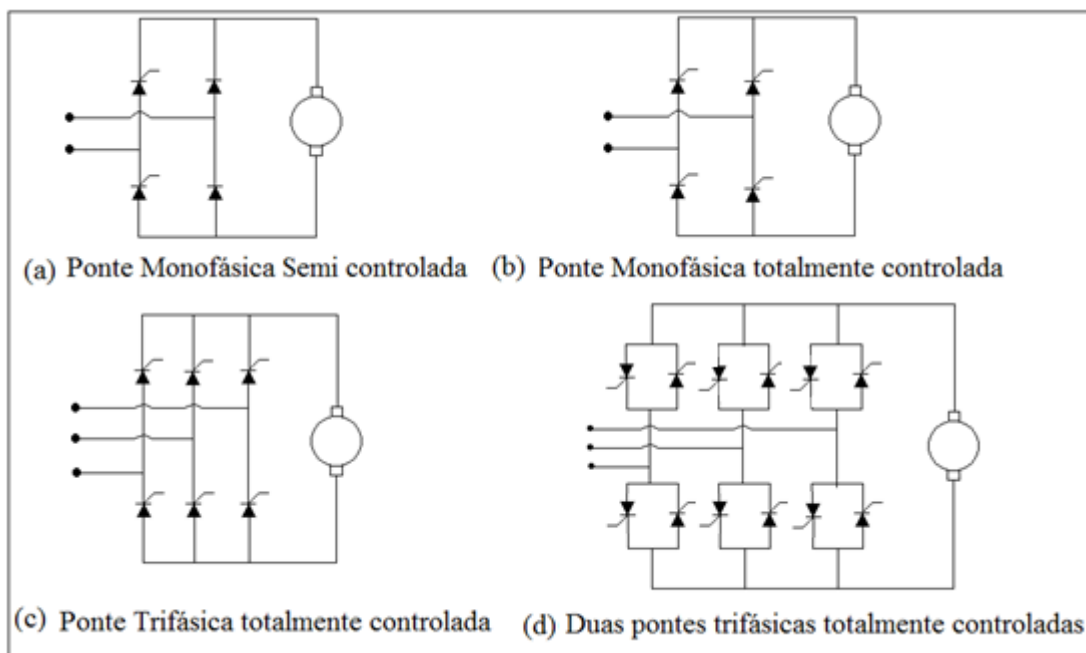 (a) Ponte Monofásica Semi controlada
(b) Ponte Monofásica totalmente controlada
(c) Ponte Trifásica totalmente controlada
(d) Duas pontes trifásicas totalmente controladas